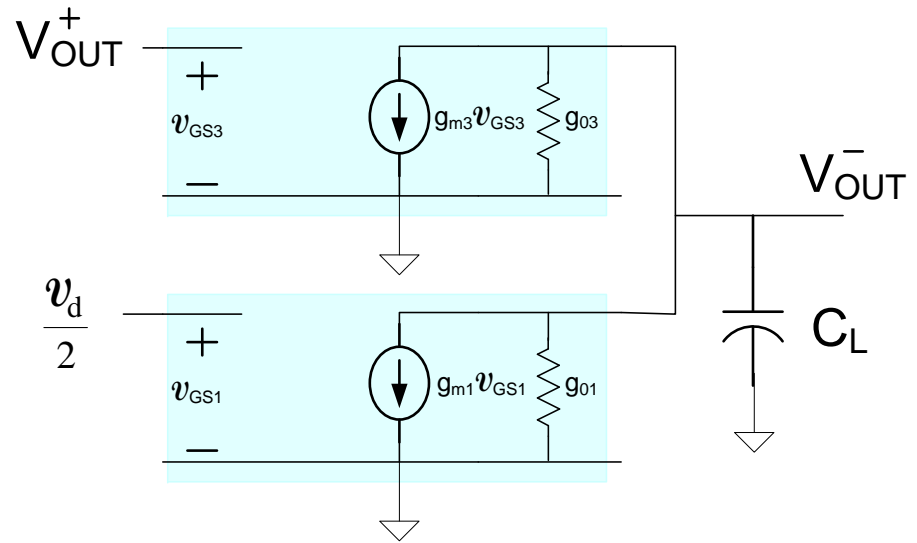 V⁺OUT
+
vGS3
−
gm3vGS3
g03
V⁻OUT
vd
2
+
vGS1
−
gm1vGS1
g01
CL